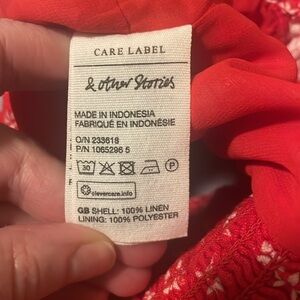 CARE LABEL
& other Stories
MADE IN INDONESIA
FABRIQUÉ EN INDONÉSIE
O/N 233618
P/N 1065296 5
30 P
clevercare.info
GB SHELL: 100% LINEN
LINING: 100% POLYESTER